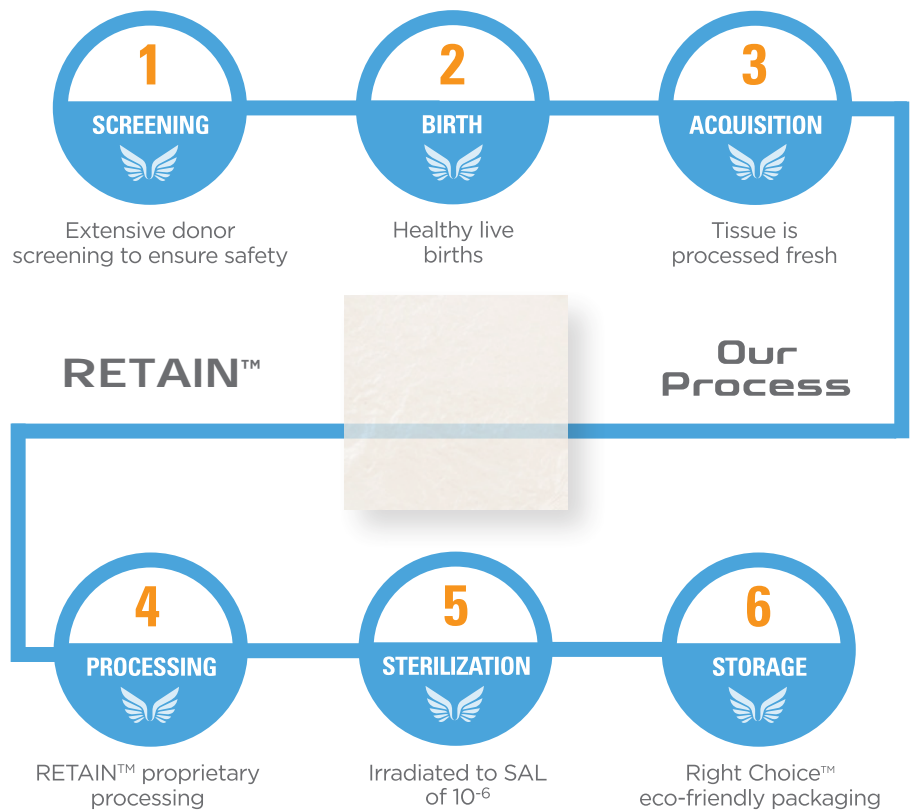 1
SCREENING
Extensive donor
screening to ensure safety
2
BIRTH
Healthy live
births
3
ACQUISITION
Tissue is
processed fresh
RETAIN™
Our
Process
4
PROCESSING
RETAIN™ proprietary
processing
5
STERILIZATION
Irradiated to SAL
of 10⁻⁶
6
STORAGE
Right Choice™
eco-friendly packaging